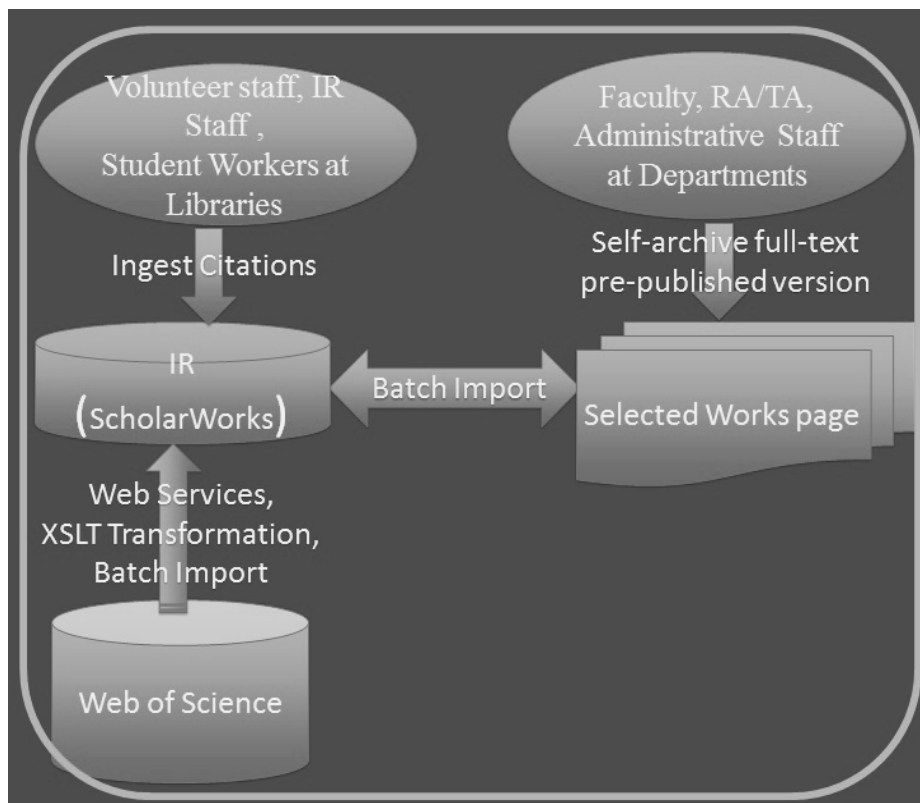 Volunteer staff, IR
Staff ,
Student Workers at
Libraries
Faculty, RA/TA,
Administrative Staff
at Departments
Ingest Citations
Self-archive full-text
pre-published version
IR
(ScholarWorks)
Batch Import
Selected Works page
Web Services,
XSLT Transformation,
Batch Import
Web of Science